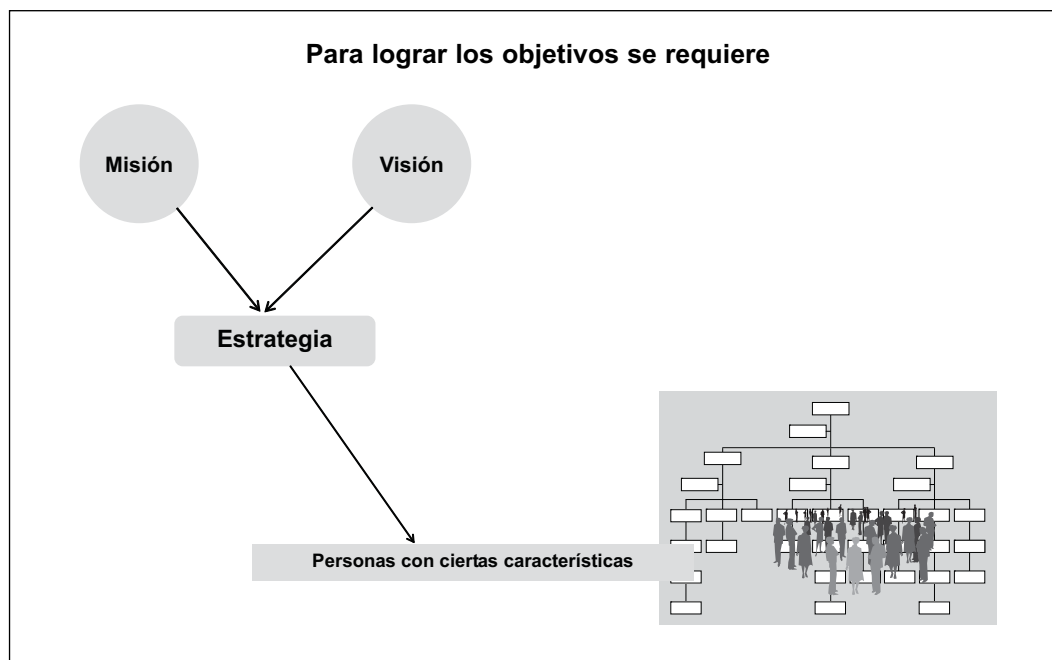 Para lograr los objetivos se requiere
Misión
Visión
Estrategia
Personas con ciertas características